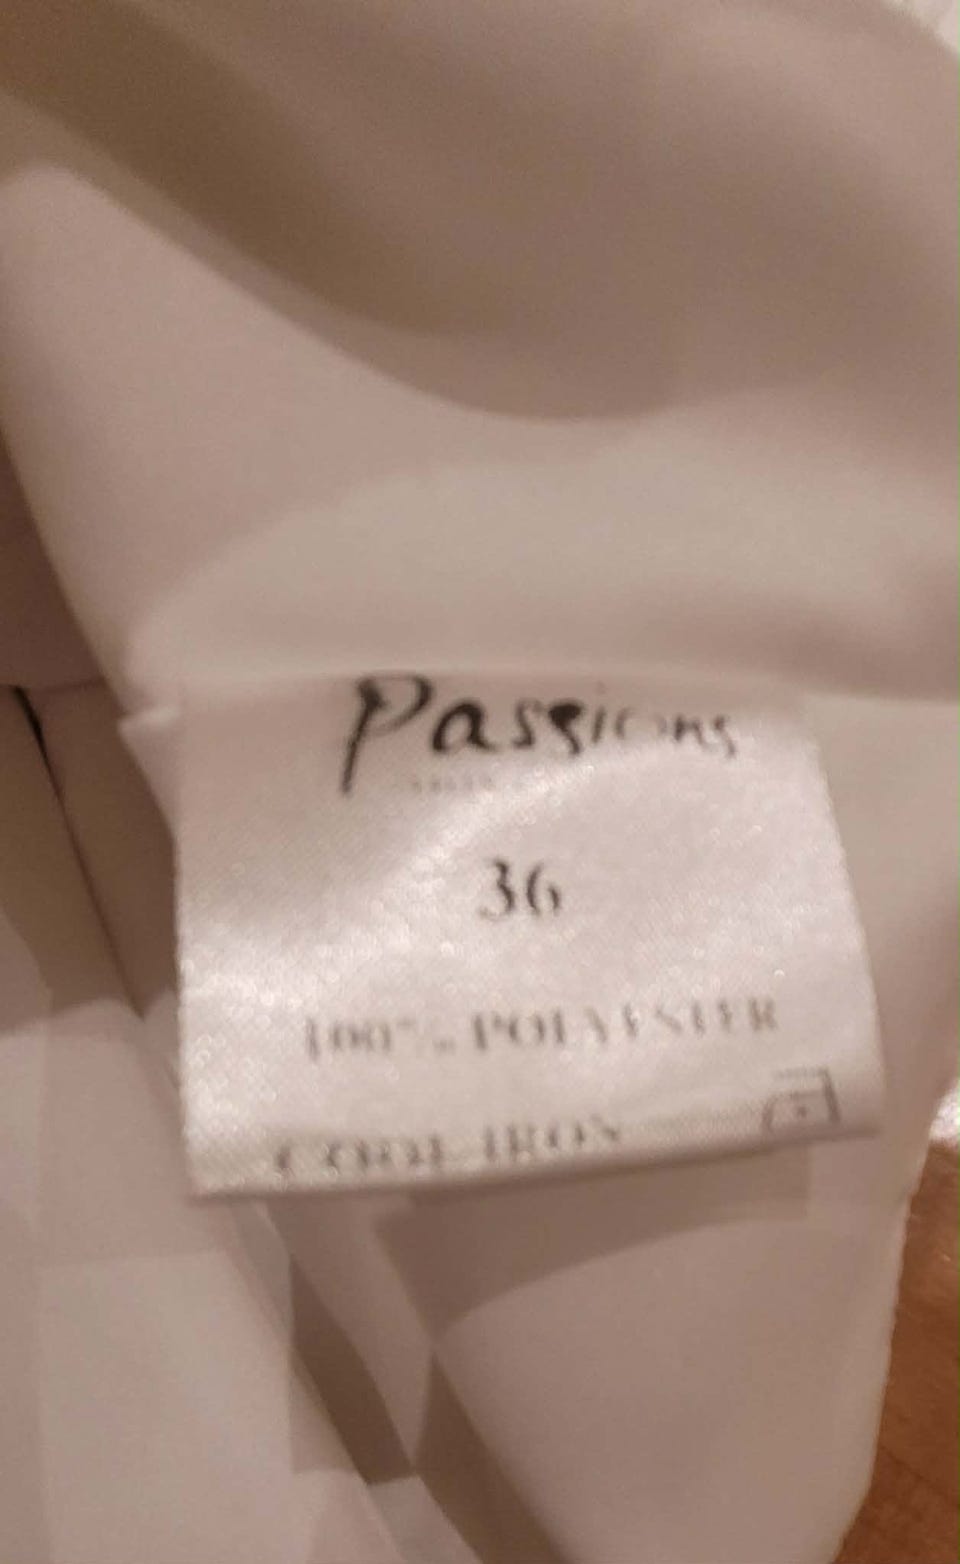 Passions
36
100% POLYESTER
COOL IRON